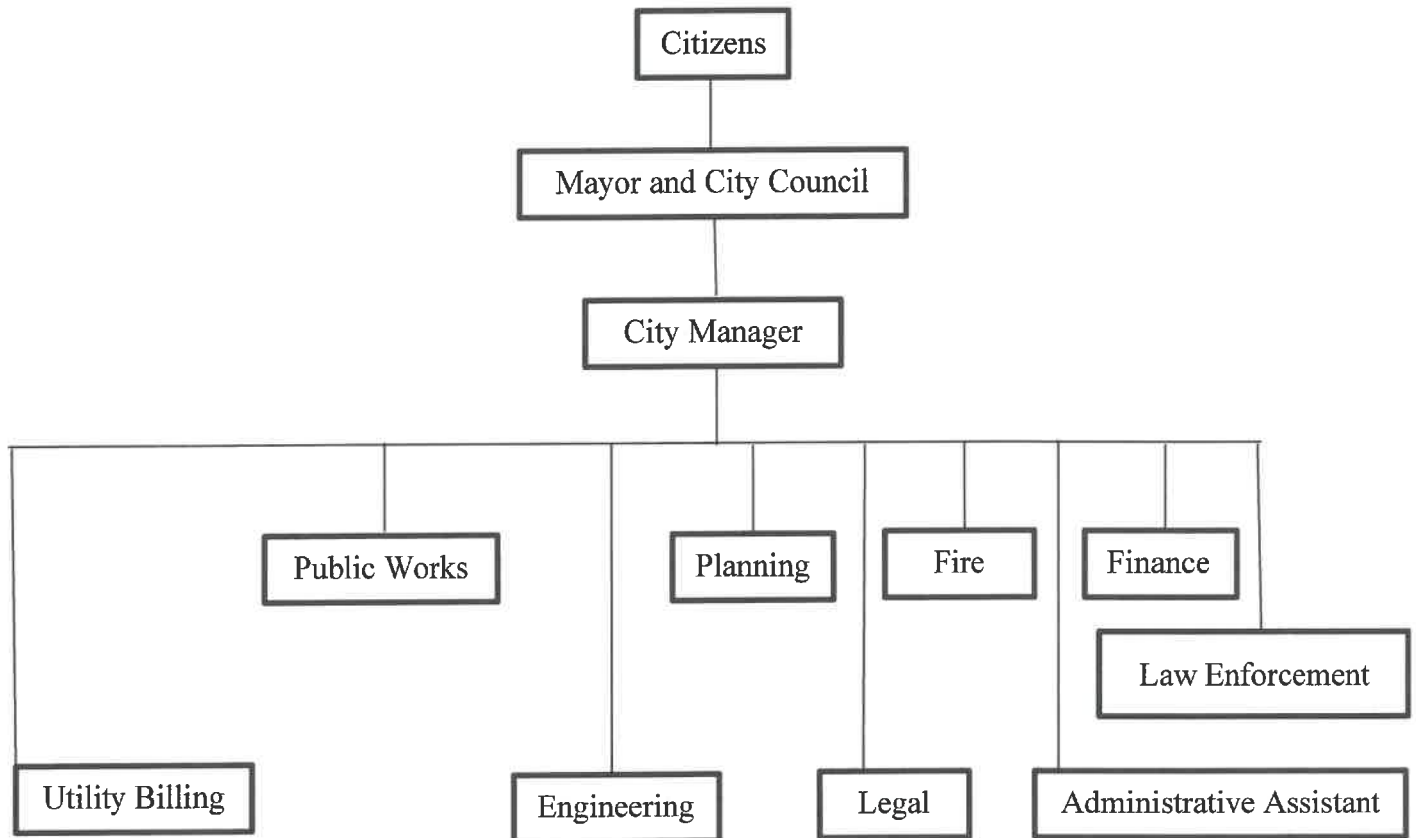 Citizens
Mayor and City Council
City Manager
Public Works
Planning
Fire
Finance
Law Enforcement
Utility Billing
Engineering
Legal
Administrative Assistant